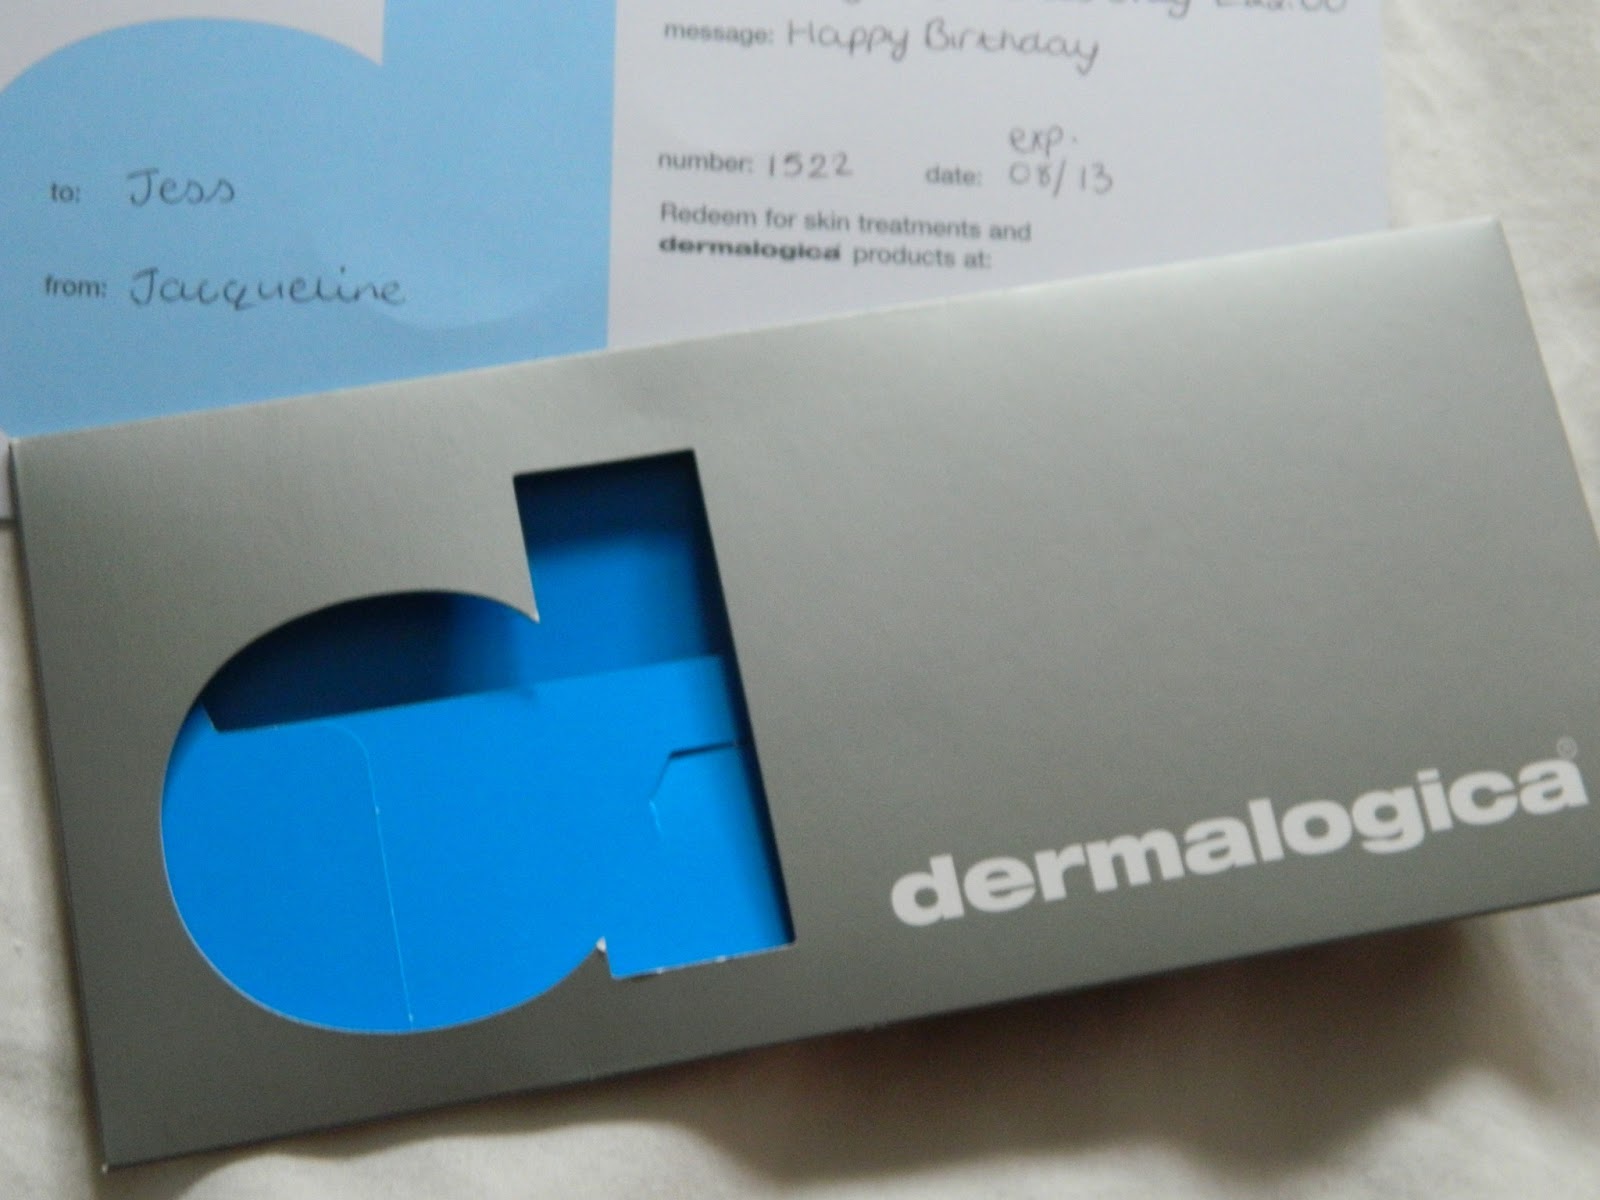 message: Happy Birthday
to: Jess
from: Jacqueline
number: 1522
exp.
date: 08/13
Redeem for skin treatments and
dermalogica products at:
dermalogica®